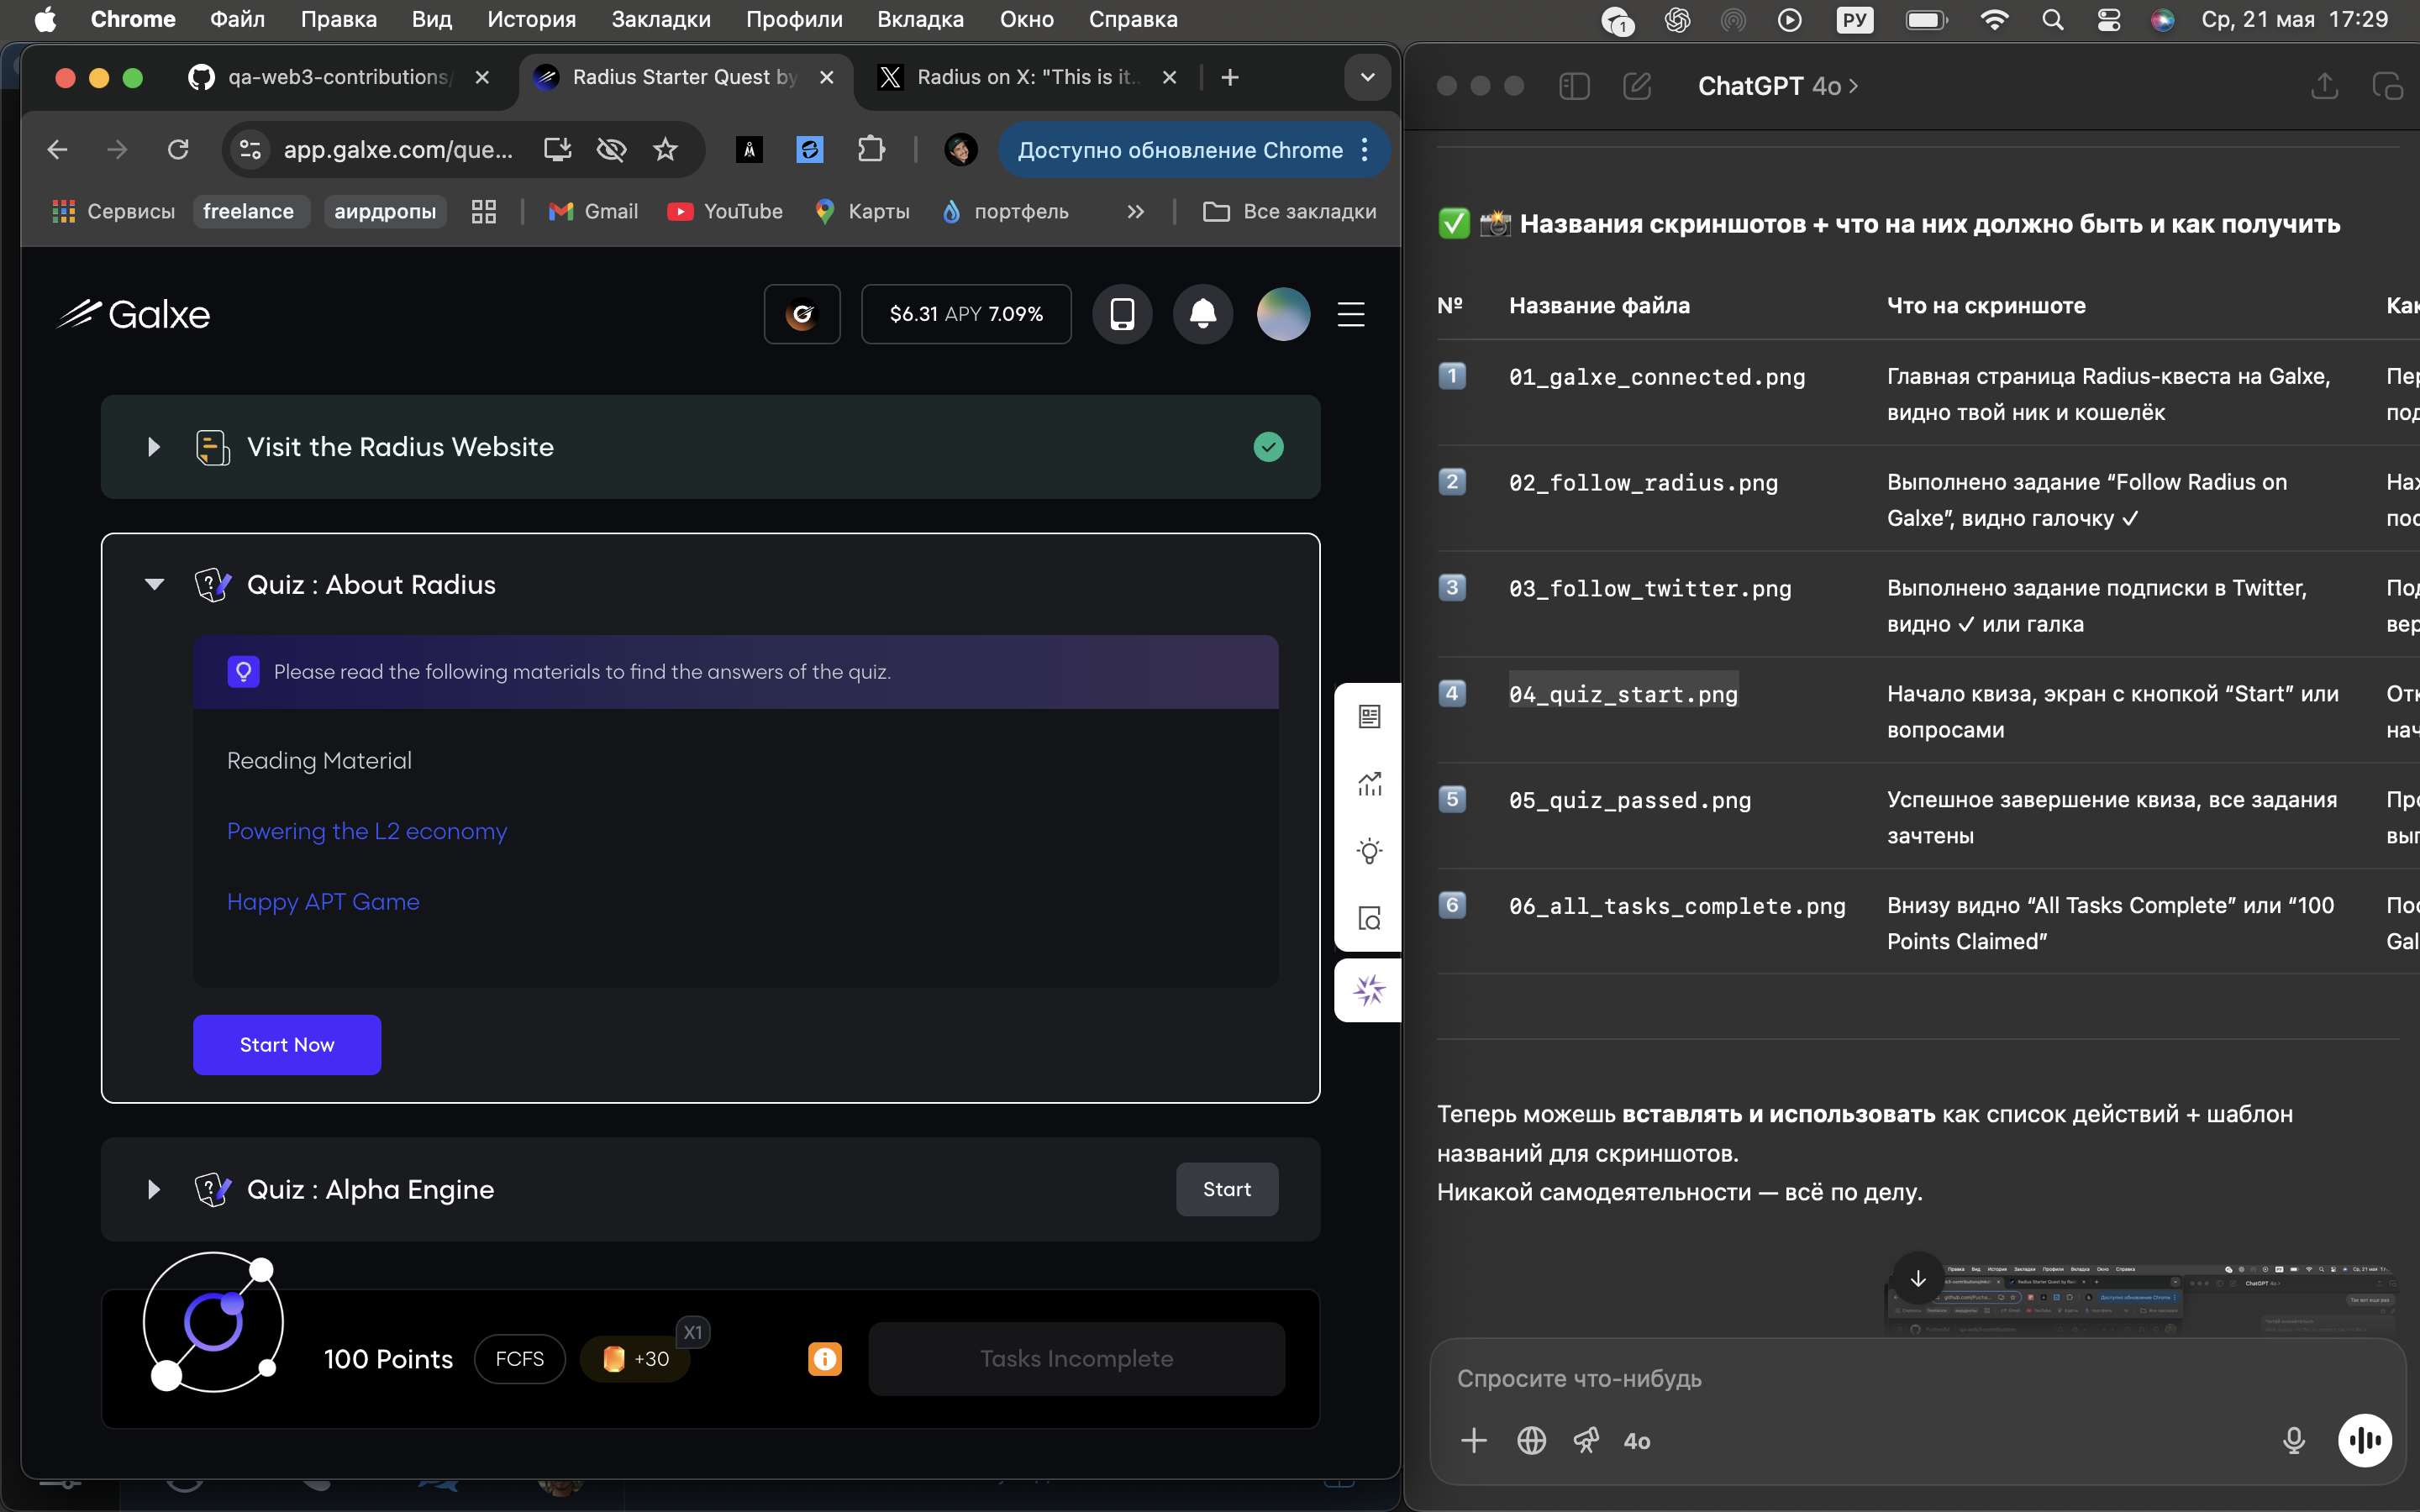 Chrome Файл Правка Вид История Закладки Профили Вкладка Окно Справка 1 РУ Ср, 21 мая 17:29
qa-web3-contributions/ Radius Starter Quest by Radius on X: "This is it..
app.galxe.com/que... Доступно обновление Chrome
Сервисы freelance аирдропы Gmail YouTube Карты портфель Все закладки
Galxe
$6.31 APY 7.09%
Visit the Radius Website
Quiz : About Radius
Please read the following materials to find the answers of the quiz.
Reading Material
Powering the L2 economy
Happy APT Game
Start Now
Quiz : Alpha Engine Start
100 Points FCFS +30 X1 Tasks Incomplete
ChatGPT 4o
Названия скриншотов + что на них должно быть и как получить
№ Название файла Что на скриншоте Как
1 01_galxe_connected.png Главная страница Radius-квеста на Galxe, Пер
видно твой ник и кошелёк под
2 02_follow_radius.png Выполнено задание “Follow Radius on Наж
Galxe”, видно галочку ✓ пос
3 03_follow_twitter.png Выполнено задание подписки в Twitter, Под
видно ✓ или галка вер
4 04_quiz_start.png Начало квиза, экран с кнопкой “Start” или Отк
вопросами нач
5 05_quiz_passed.png Успешное завершение квиза, все задания Про
зачтены вып
6 06_all_tasks_complete.png Внизу видно “All Tasks Complete” или “100 Пос
Points Claimed” Gal
Теперь можешь вставлять и использовать как список действий + шаблон
названий для скриншотов.
Никакой самодеятельности — всё по делу.
Спросите что-нибудь
4o